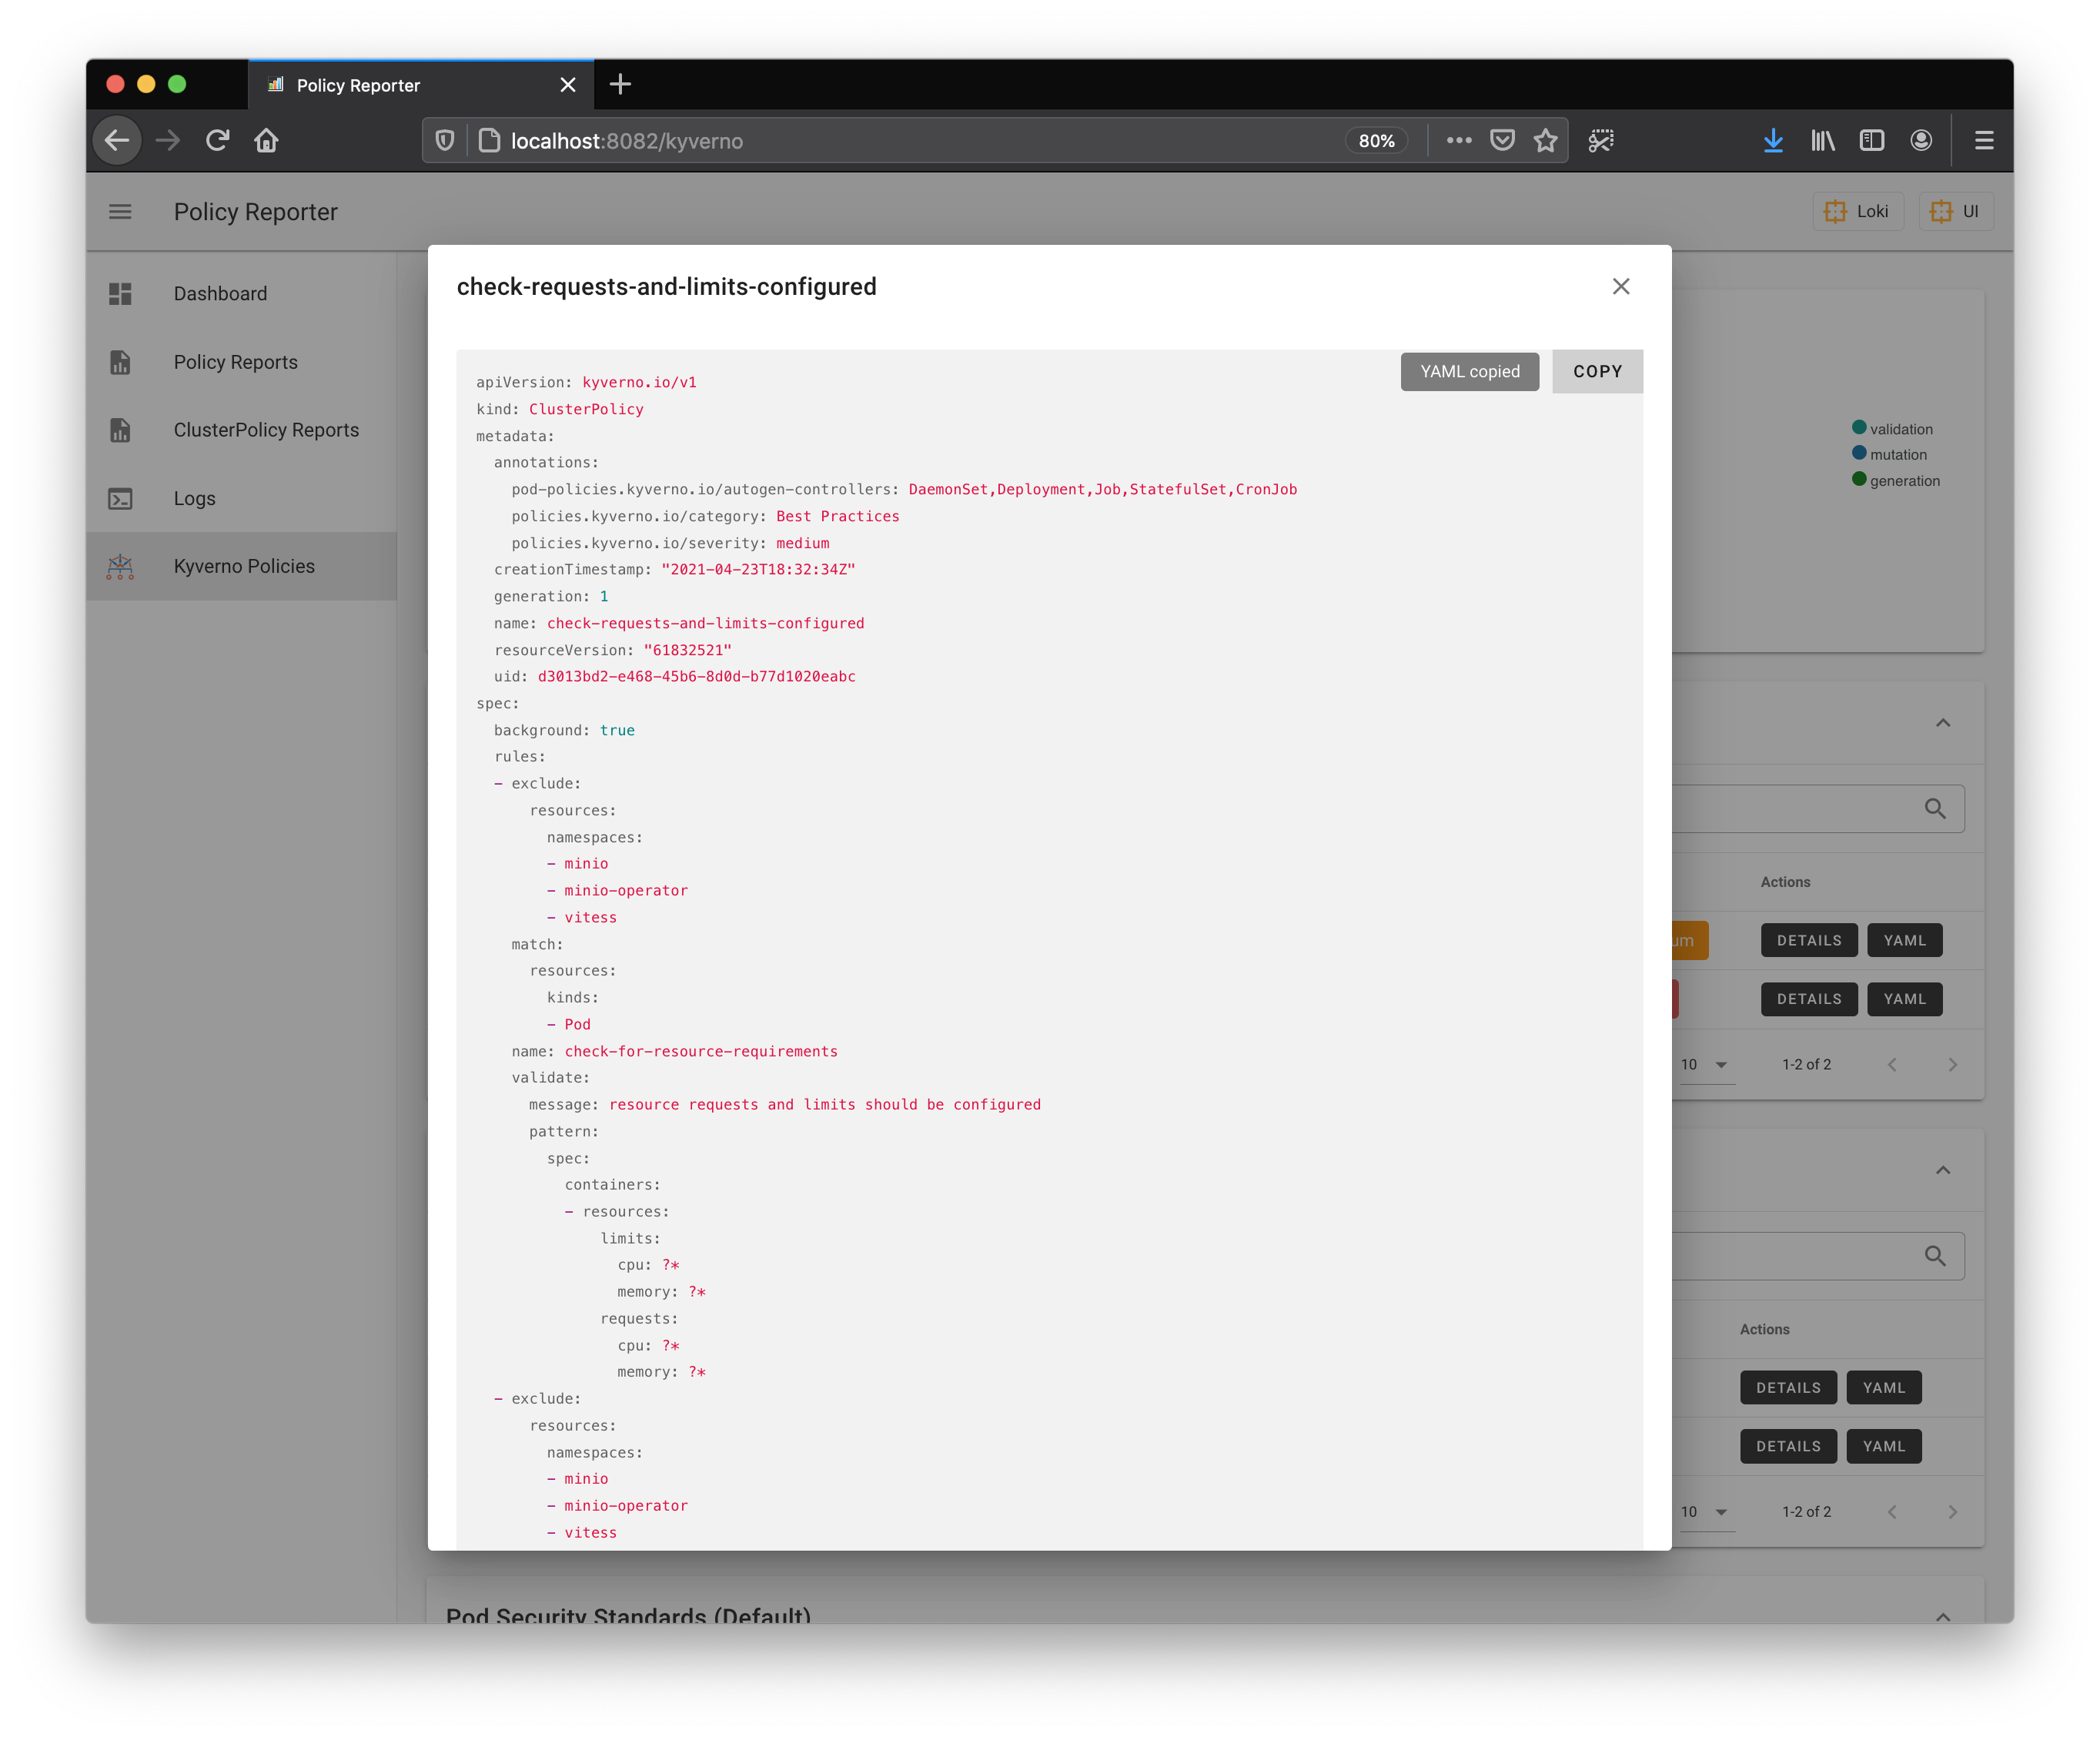 Policy Reporter
localhost:8082/kyverno
80%
Policy Reporter
Loki
UI
Dashboard
Policy Reports
ClusterPolicy Reports
Logs
Kyverno Policies
check-requests-and-limits-configured
YAML copied
COPY
apiVersion: kyverno.io/v1
kind: ClusterPolicy
metadata:
  annotations:
    pod-policies.kyverno.io/autogen-controllers: DaemonSet,Deployment,Job,StatefulSet,CronJob
    policies.kyverno.io/category: Best Practices
    policies.kyverno.io/severity: medium
  creationTimestamp: "2021-04-23T18:32:34Z"
  generation: 1
  name: check-requests-and-limits-configured
  resourceVersion: "61832521"
  uid: d3013bd2-e468-45b6-8d0d-b77d1020eabc
spec:
  background: true
  rules:
  - exclude:
      resources:
        namespaces:
        - minio
        - minio-operator
        - vitess
    match:
      resources:
        kinds:
        - Pod
    name: check-for-resource-requirements
    validate:
      message: resource requests and limits should be configured
      pattern:
        spec:
          containers:
          - resources:
              limits:
                cpu: ?*
                memory: ?*
              requests:
                cpu: ?*
                memory: ?*
  - exclude:
      resources:
        namespaces:
        - minio
        - minio-operator
        - vitess
validation
mutation
generation
Actions
um DETAILS YAML
DETAILS YAML
10 1-2 of 2
Actions
DETAILS YAML
DETAILS YAML
10 1-2 of 2
Pod Security Standards (Default)